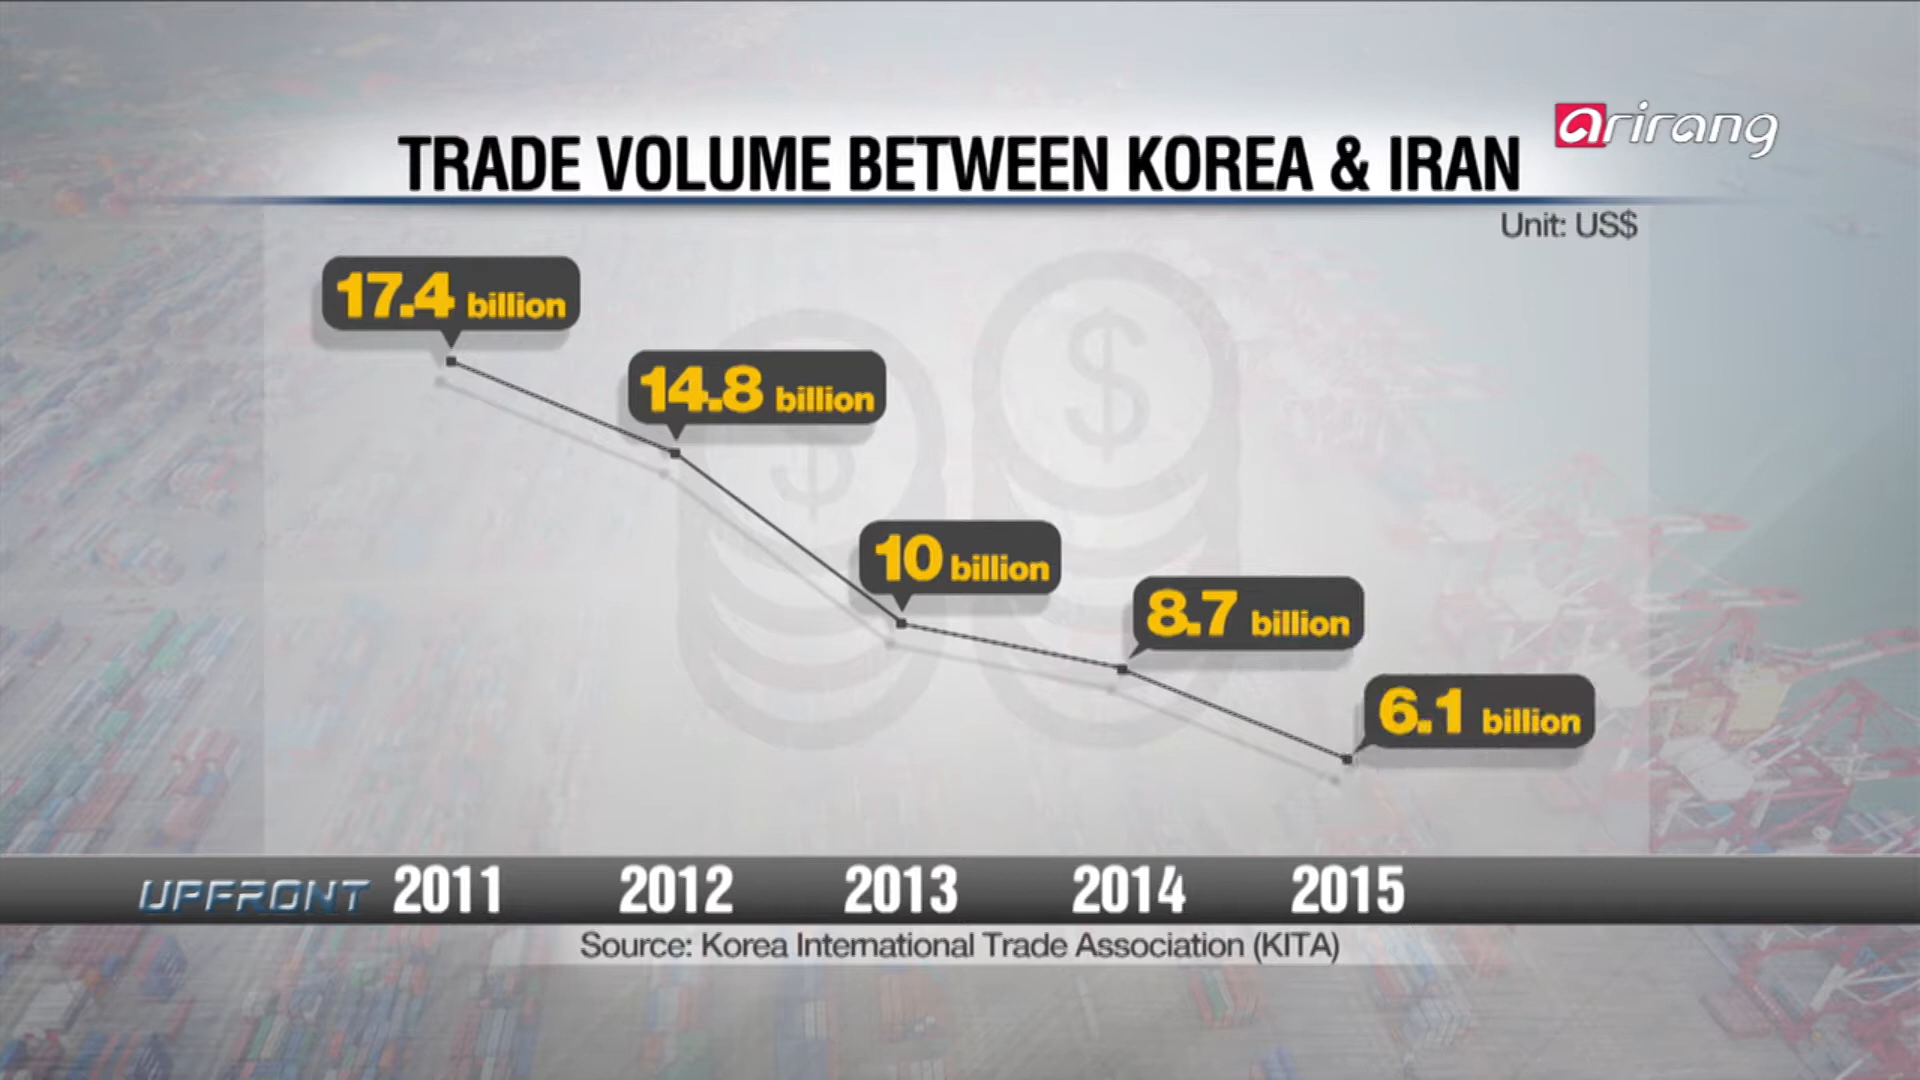 arirang
TRADE VOLUME BETWEEN KOREA & IRAN
Unit: US$
17.4 billion
14.8 billion
10 billion
8.7 billion
6.1 billion
UPFRONT 2011 2012 2013 2014 2015
Source: Korea International Trade Association (KITA)